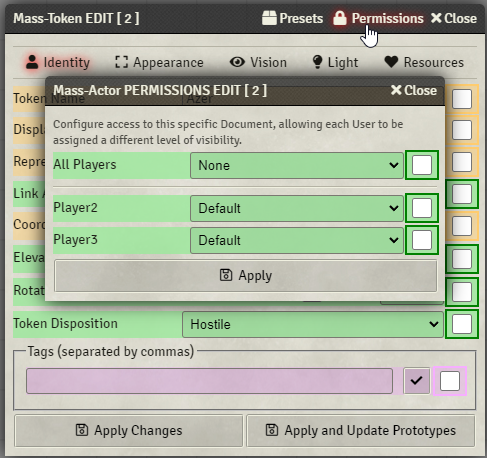 Mass-Token EDIT [ 2 ] Presets Permissions Close
Identity Appearance Vision Light Resources
Token Name Azer
Mass-Actor PERMISSIONS EDIT [ 2 ] Close
Configure access to this specific Document, allowing each User to be
assigned a different level of visibility.
All Players None
Player2 Default
Player3 Default
Apply
Displ
Repre
Link A
Coord
Eleva
Rotat
Token Disposition Hostile
Tags (separated by commas)
Apply Changes Apply and Update Prototypes